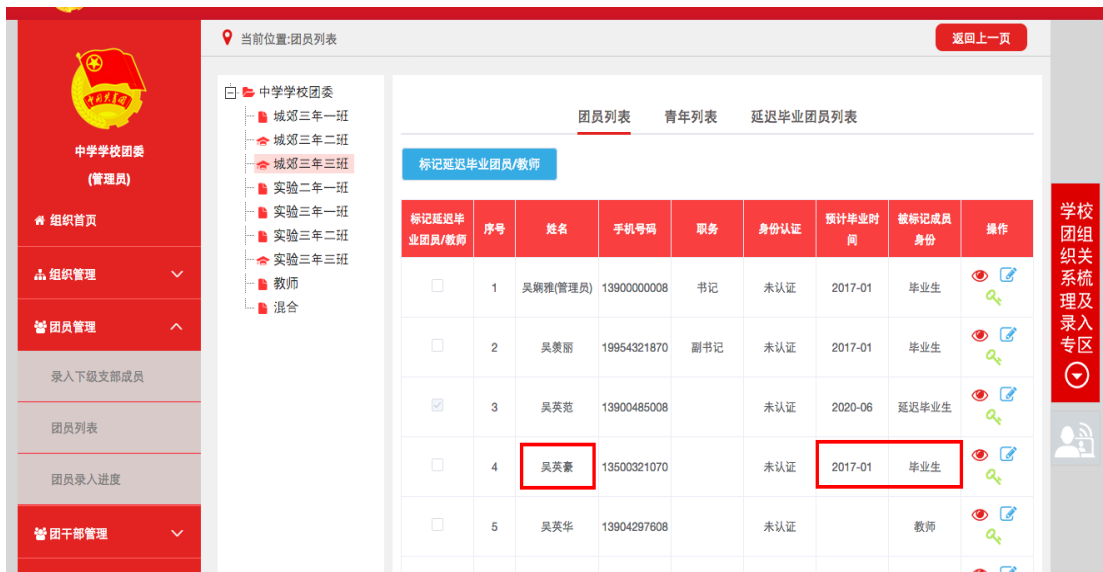 当前位置:团员列表
返回上一页
中国共青团
中学学校团委
(管理员)
组织首页
组织管理
团员管理
录入下级支部成员
团员列表
团员录入进度
团干部管理
中学学校团委
城郊三年一班
城郊三年二班
城郊三年三班
实验二年一班
实验三年一班
实验三年二班
实验三年三班
教师
混合
团员列表 青年列表 延迟毕业团员列表
标记延迟毕业团员/教师
标记延迟毕业团员/教师 序号 姓名 手机号码 职务 身份认证 预计毕业时间 被标记成员身份 操作
1 吴娴雅(管理员) 13900000008 书记 未认证 2017-01 毕业生
2 吴羡丽 19954321870 副书记 未认证 2017-01 毕业生
3 吴英范 13900485008 未认证 2020-06 延迟毕业生
4 吴英豪 13500321070 未认证 2017-01 毕业生
5 吴英华 13904297608 未认证 教师
学校团组织关系梳理及录入专区